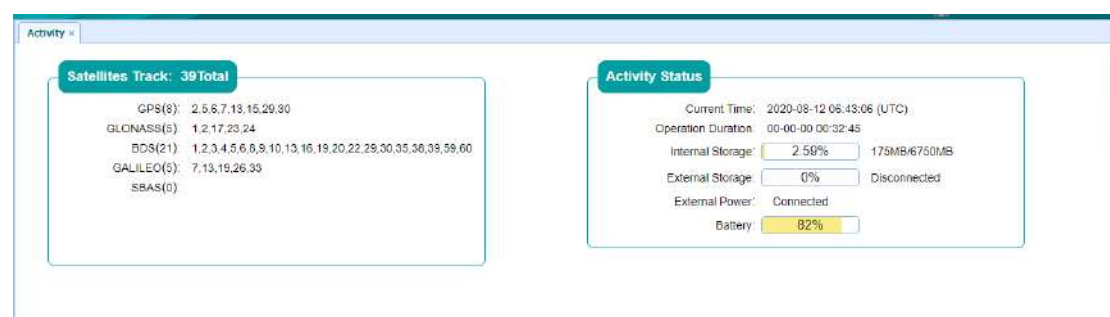 Activity ×
Satellites Track: 39Total
GPS(8): 2,5,6,7,13,15,29,30
GLONASS(5): 1,2,17,23,24
BDS(21): 1,2,3,4,5,6,8,9,10,13,16,19,20,22,29,30,35,38,39,59,60
GALILEO(5): 7,13,19,26,33
SBAS(0):
Activity Status
Current Time: 2020-08-12 06:43:06 (UTC)
Operation Duration: 00-00-00 00:32:45
Internal Storage: 2.59% 175MB/6750MB
External Storage: 0% Disconnected
External Power: Connected
Battery: 82%